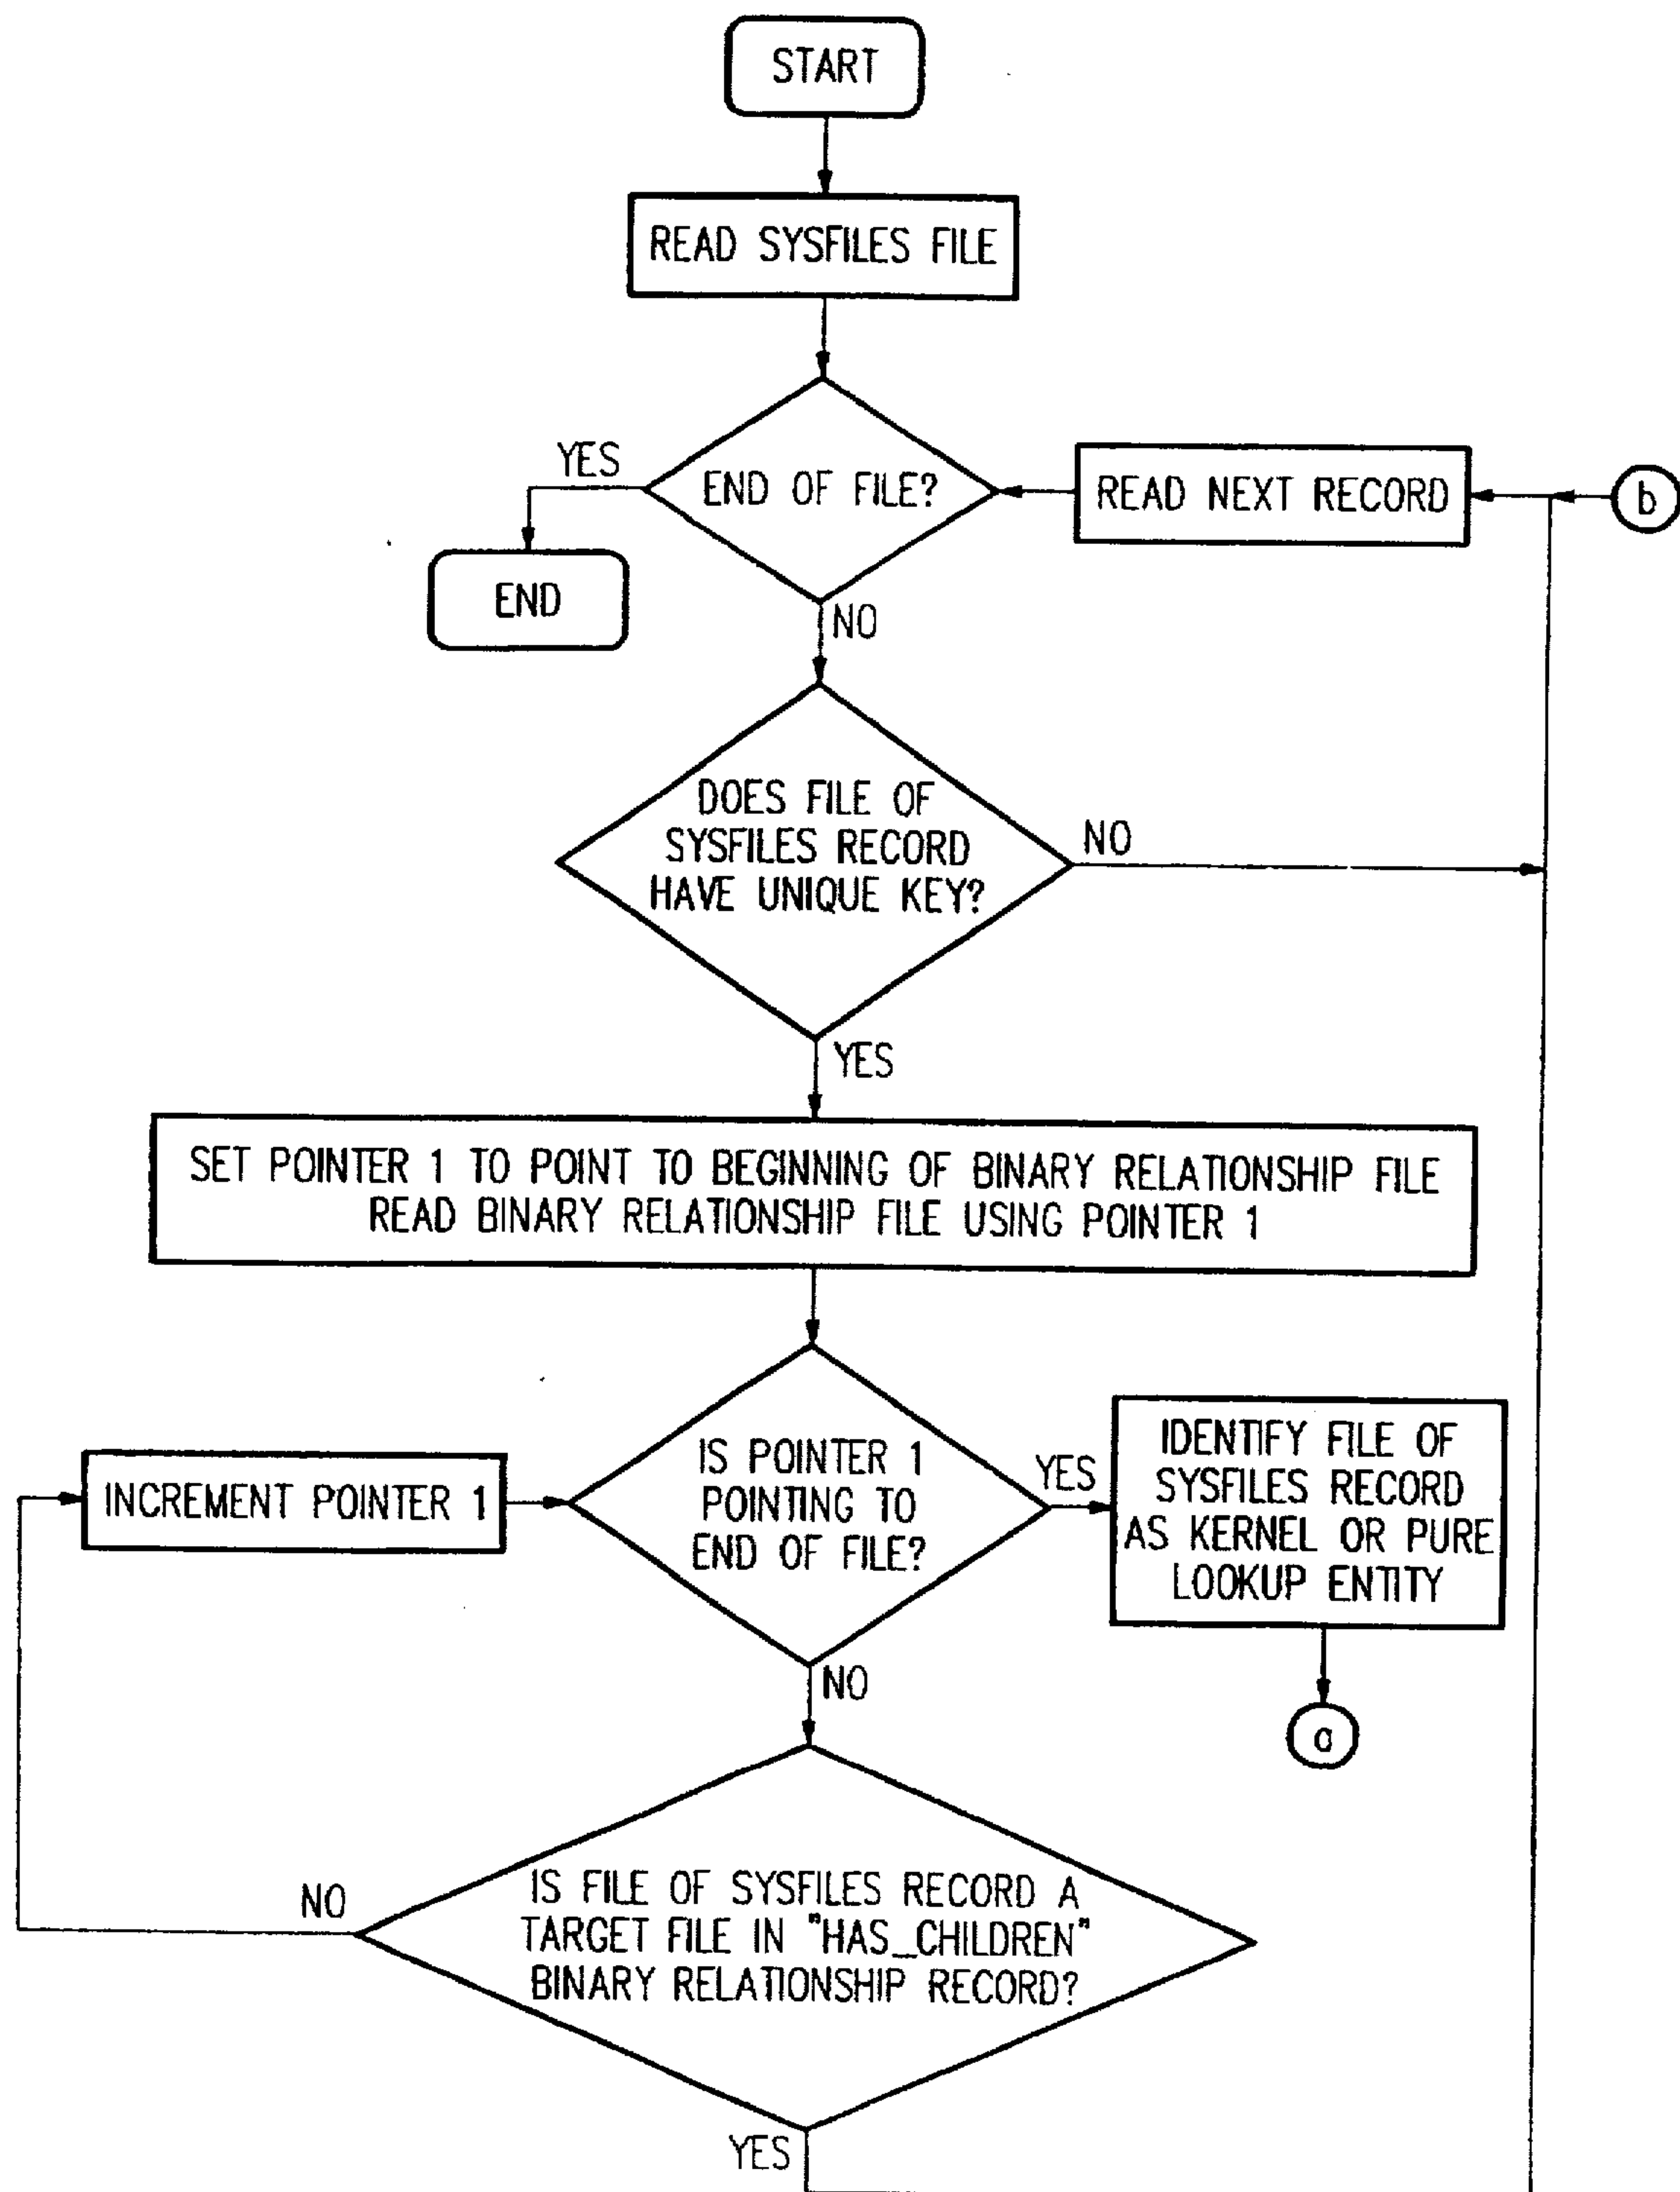 START
READ SYSFILES FILE
YES
END OF FILE?
READ NEXT RECORD
b
END
NO
DOES FILE OF
SYSFILES RECORD
HAVE UNIQUE KEY?
NO
YES
SET POINTER 1 TO POINT TO BEGINNING OF BINARY RELATIONSHIP FILE
READ BINARY RELATIONSHIP FILE USING POINTER 1
INCREMENT POINTER 1
IS POINTER 1
POINTING TO
END OF FILE?
YES
IDENTIFY FILE OF
SYSFILES RECORD
AS KERNEL OR PURE
LOOKUP ENTITY
NO
a
NO
IS FILE OF SYSFILES RECORD A
TARGET FILE IN "HAS_CHILDREN"
BINARY RELATIONSHIP RECORD?
YES